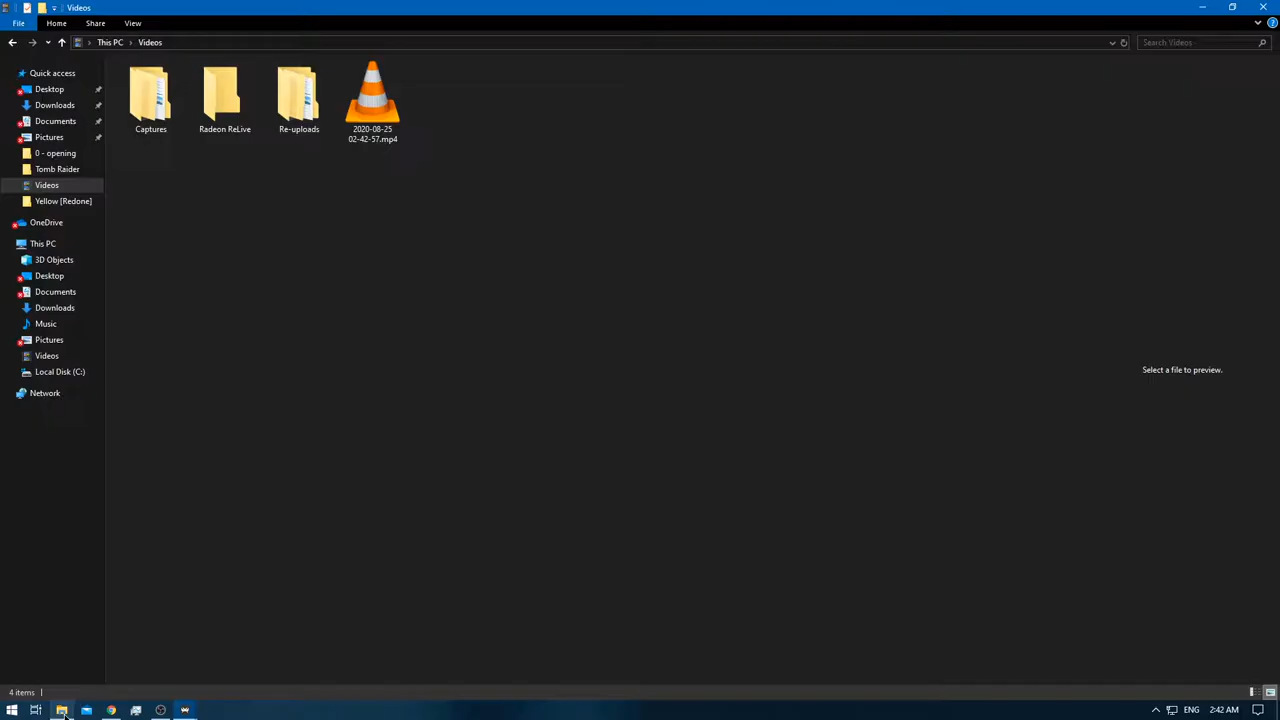 Videos
File
Home
Share
View
This PC
Videos
Search Videos
Quick access
Desktop
Downloads
Documents
Pictures
0 - opening
Tomb Raider
Videos
Yellow [Redone]
OneDrive
This PC
3D Objects
Desktop
Documents
Downloads
Music
Pictures
Videos
Local Disk (C:)
Network
Captures
Radeon ReLive
Re-uploads
2020-08-25
02-42-57.mp4
Select a file to preview.
4 items
ENG
2:42 AM